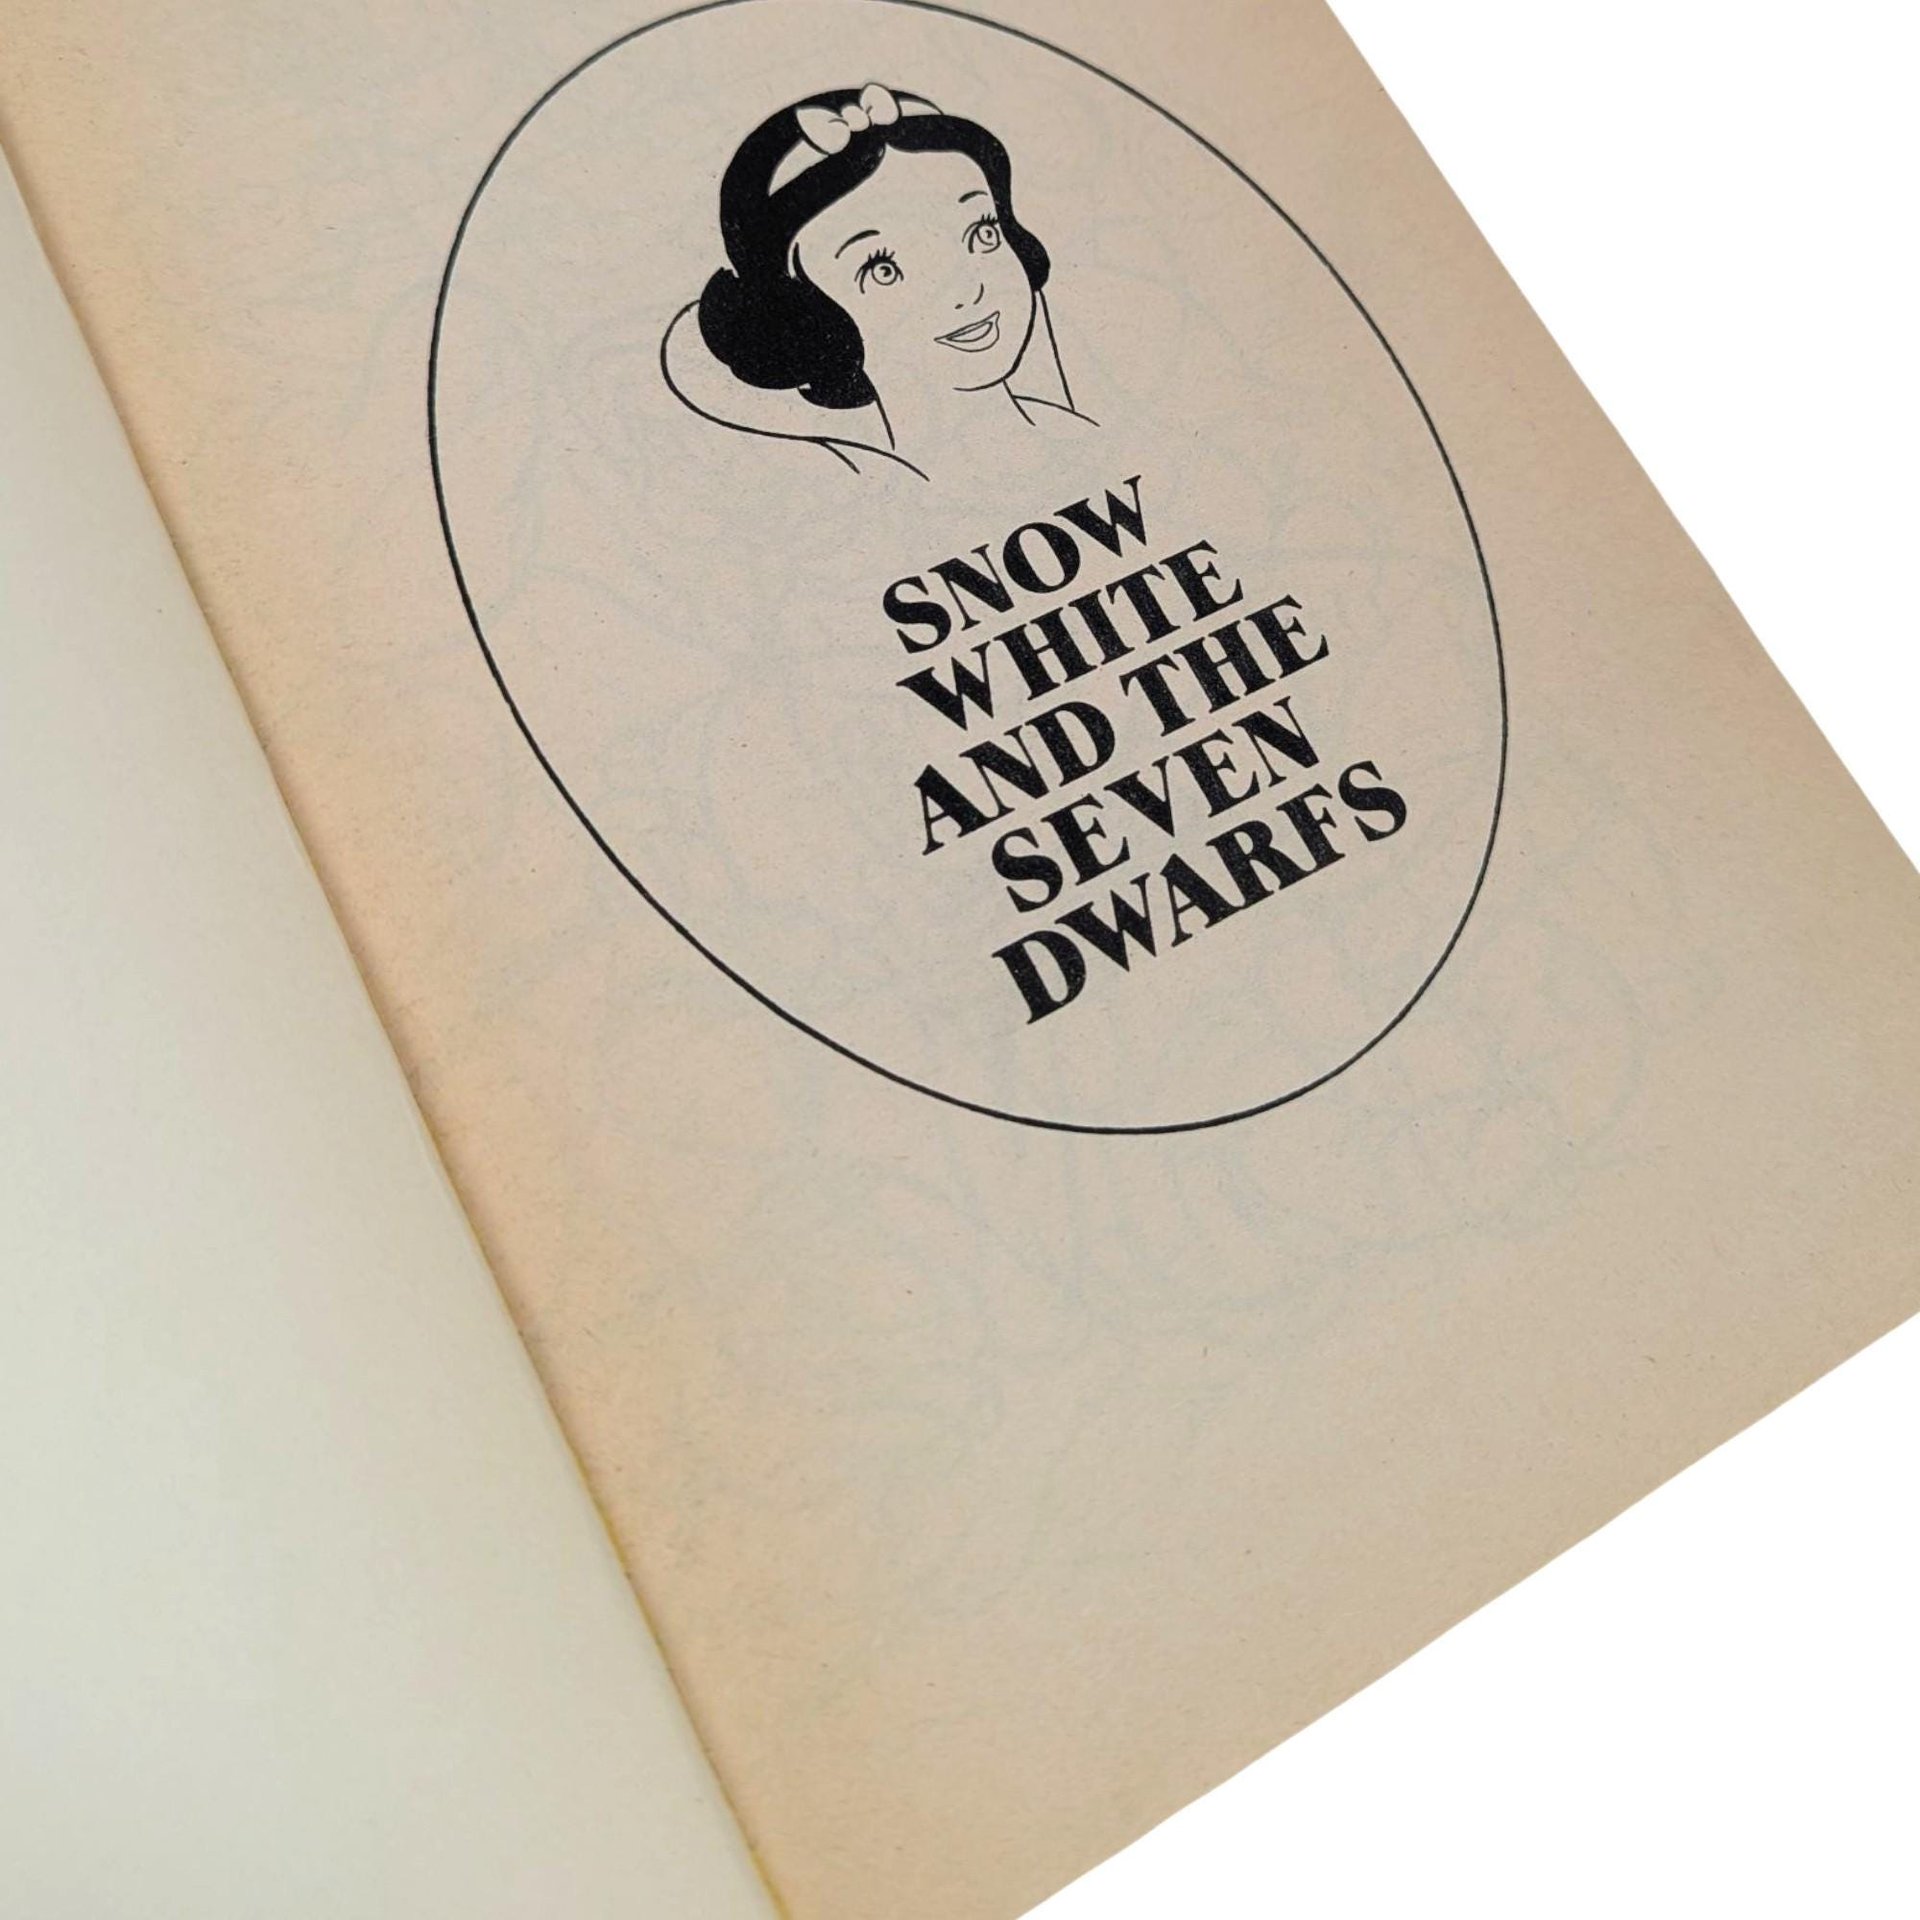 SNOW
WHITE
AND THE
SEVEN
DWARFS